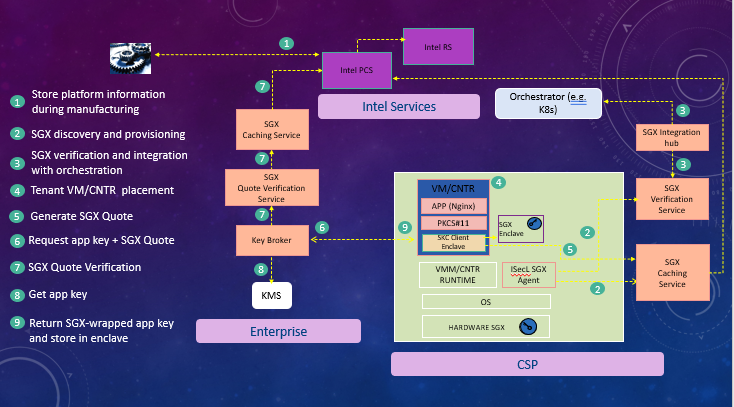 1
Intel RS
Intel PCS
7
Intel Services
Orchestrator (e.g.
K8s)
1
Store platform information
during manufacturing
2
SGX discovery and provisioning
3
SGX verification and integration
with orchestration
4
Tenant VM/CNTR placement
5
Generate SGX Quote
6
Request app key + SGX Quote
7
SGX Quote Verification
8
Get app key
9
Return SGX-wrapped app key
and store in enclave
SGX
Caching Service
7
SGX
Quote Verification
Service
7
Key Broker
6
8
KMS
Enterprise
9
VM/CNTR
4
APP (Nginx)
PKCS#11
SKC Client
Enclave
SGX
Enclave
5
2
VMM/CNTR
RUNTIME
ISecL SGX
Agent
2
OS
HARDWARE SGX
CSP
3
SGX Integration
hub
3
SGX
Verification
Service
SGX
Caching
Service